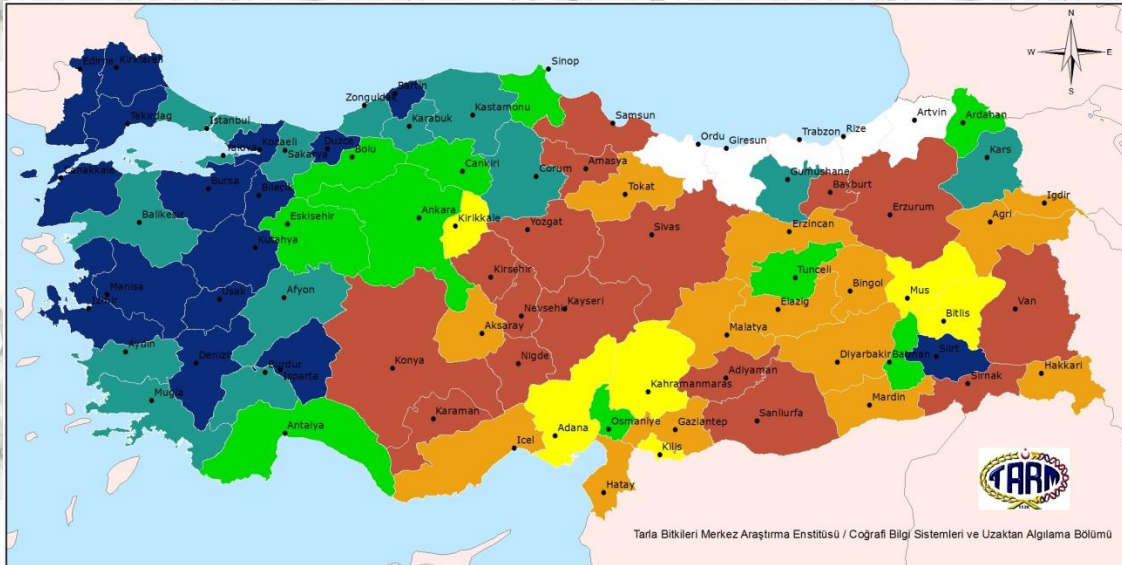 N
W E
S
Edirne
Kirklareli
Tekirdag
Istanbul
Yalova
Kocaeli
Sakarya
Duzce
Bolu
Zonguldak
Bartin
Karabuk
Kastamonu
Sinop
Samsun
Ordu
Giresun
Trabzon
Rize
Artvin
Ardahan
Kars
Canakkale
Bursa
Bilecik
Balikesir
Eskisehir
Kutahya
Ankara
Cankiri
Kirikkale
Corum
Amasya
Tokat
Yozgat
Sivas
Gumushane
Bayburt
Erzincan
Erzurum
Agri
Igdir
Manisa
Izmir
Usak
Afyon
Kirsehir
Nevsehir
Kayseri
Aksaray
Nigde
Konya
Karaman
Tunceli
Bingol
Elazig
Malatya
Mus
Bitlis
Van
Aydin
Denizli
Burdur
Isparta
Mugla
Antalya
Icel
Adana
Osmaniye
Kahramanmaras
Adiyaman
Gaziantep
Kilis
Hatay
Sanliurfa
Diyarbakir
Batman
Siirt
Sirnak
Mardin
Hakkari
TARM
Tarla Bitkileri Merkez Araştırma Enstitüsü / Coğrafi Bilgi Sistemleri ve Uzaktan Algılama Bölümü